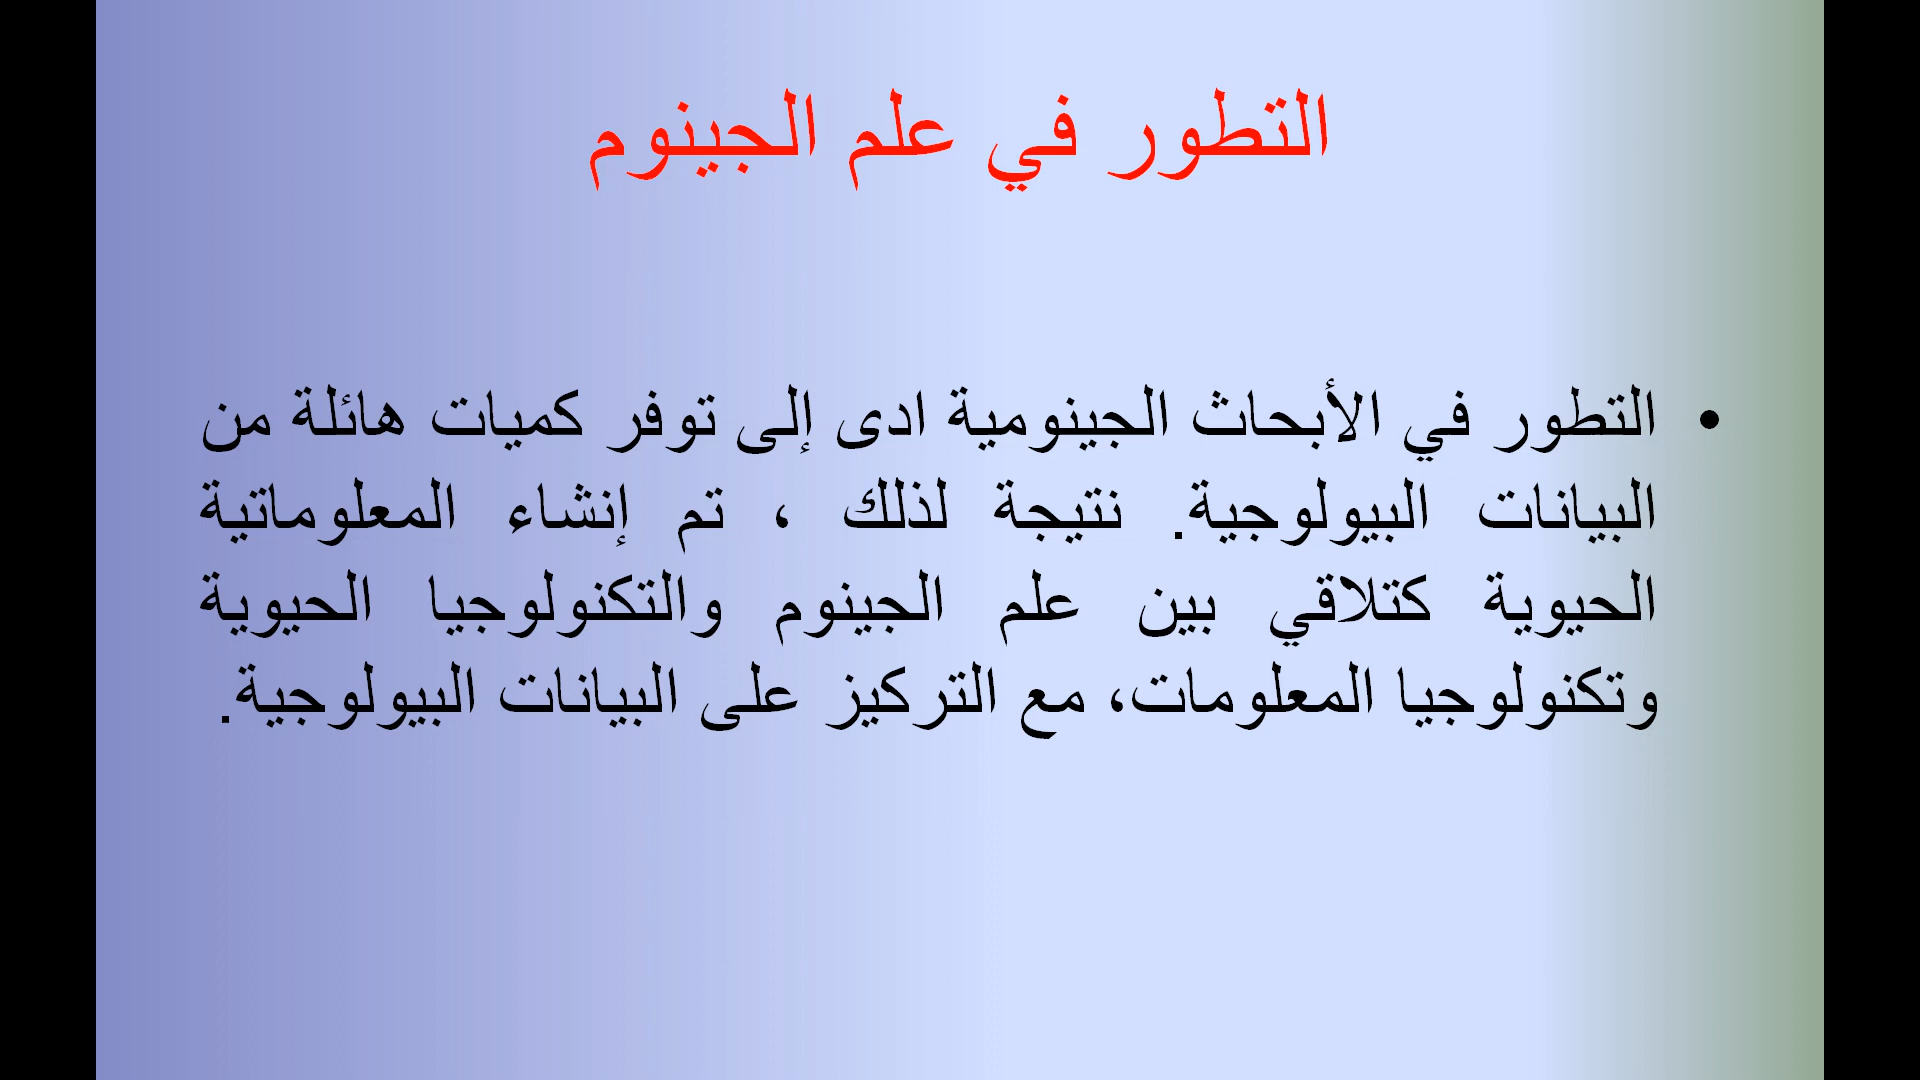 التطور في علم الجينوم
• التطور في الأبحاث الجينومية ادى إلى توفر كميات هائلة من
البيانات البيولوجية. نتيجة لذلك ، تم إنشاء المعلوماتية
الحيوية كتلاقي بين علم الجينوم والتكنولوجيا الحيوية
وتكنولوجيا المعلومات، مع التركيز على البيانات البيولوجية.